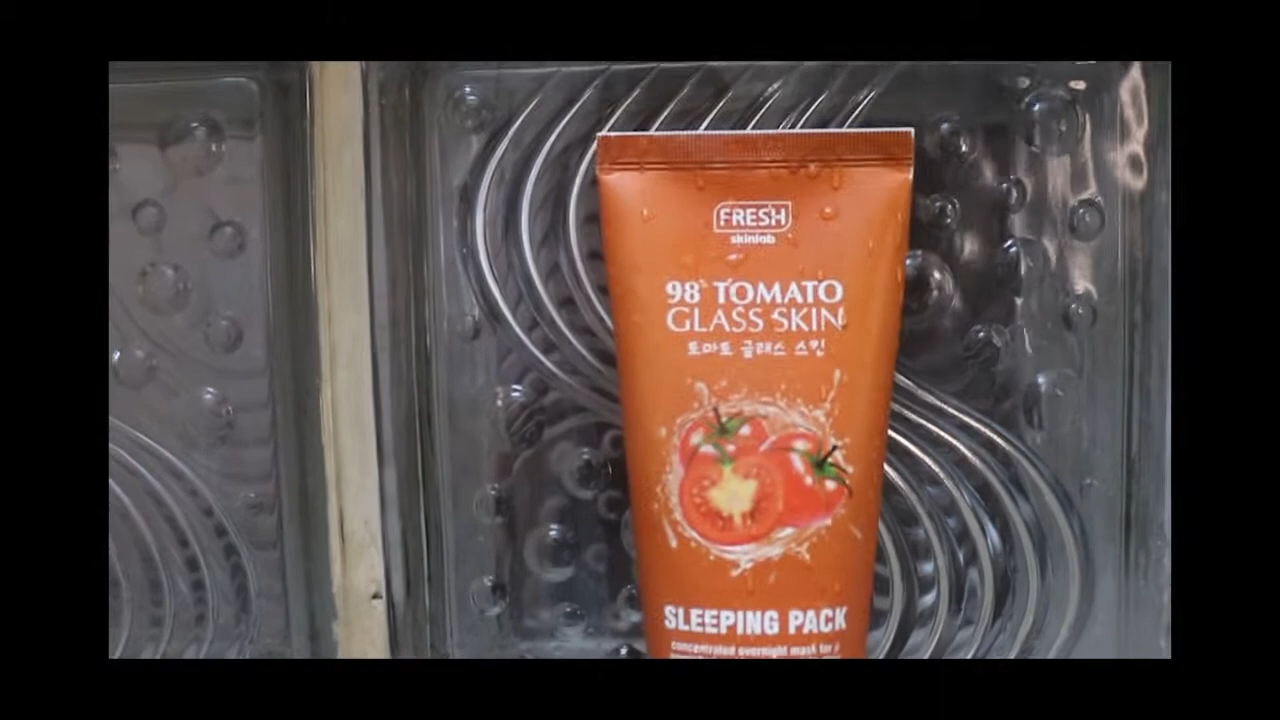 FRESH
skinlab
98% TOMATO
GLASS SKIN
토마토 글래스 스킨
SLEEPING PACK
concentrated overnight mask for